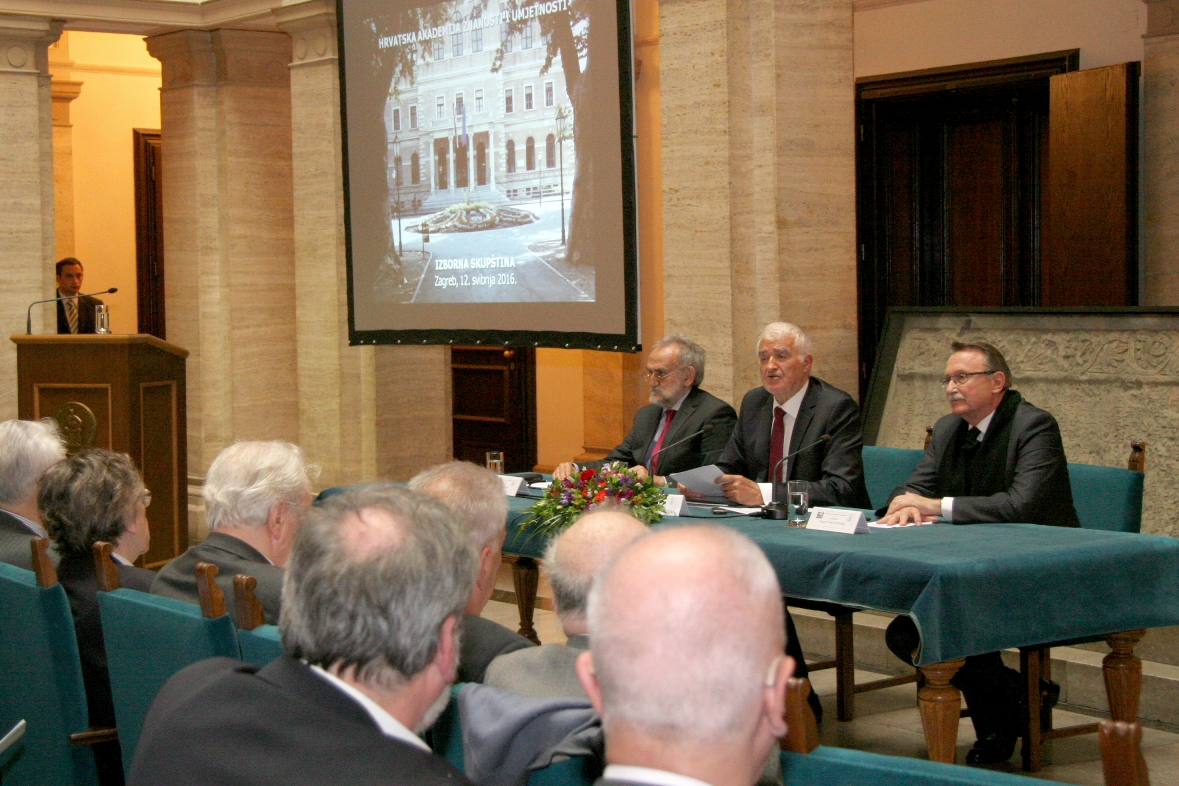 HRVATSKA AKADEMIJA ZNANOSTI I UMJETNOSTI
IZBORNA SKUPŠTINA
Zagreb, 12. svibnja 2016.